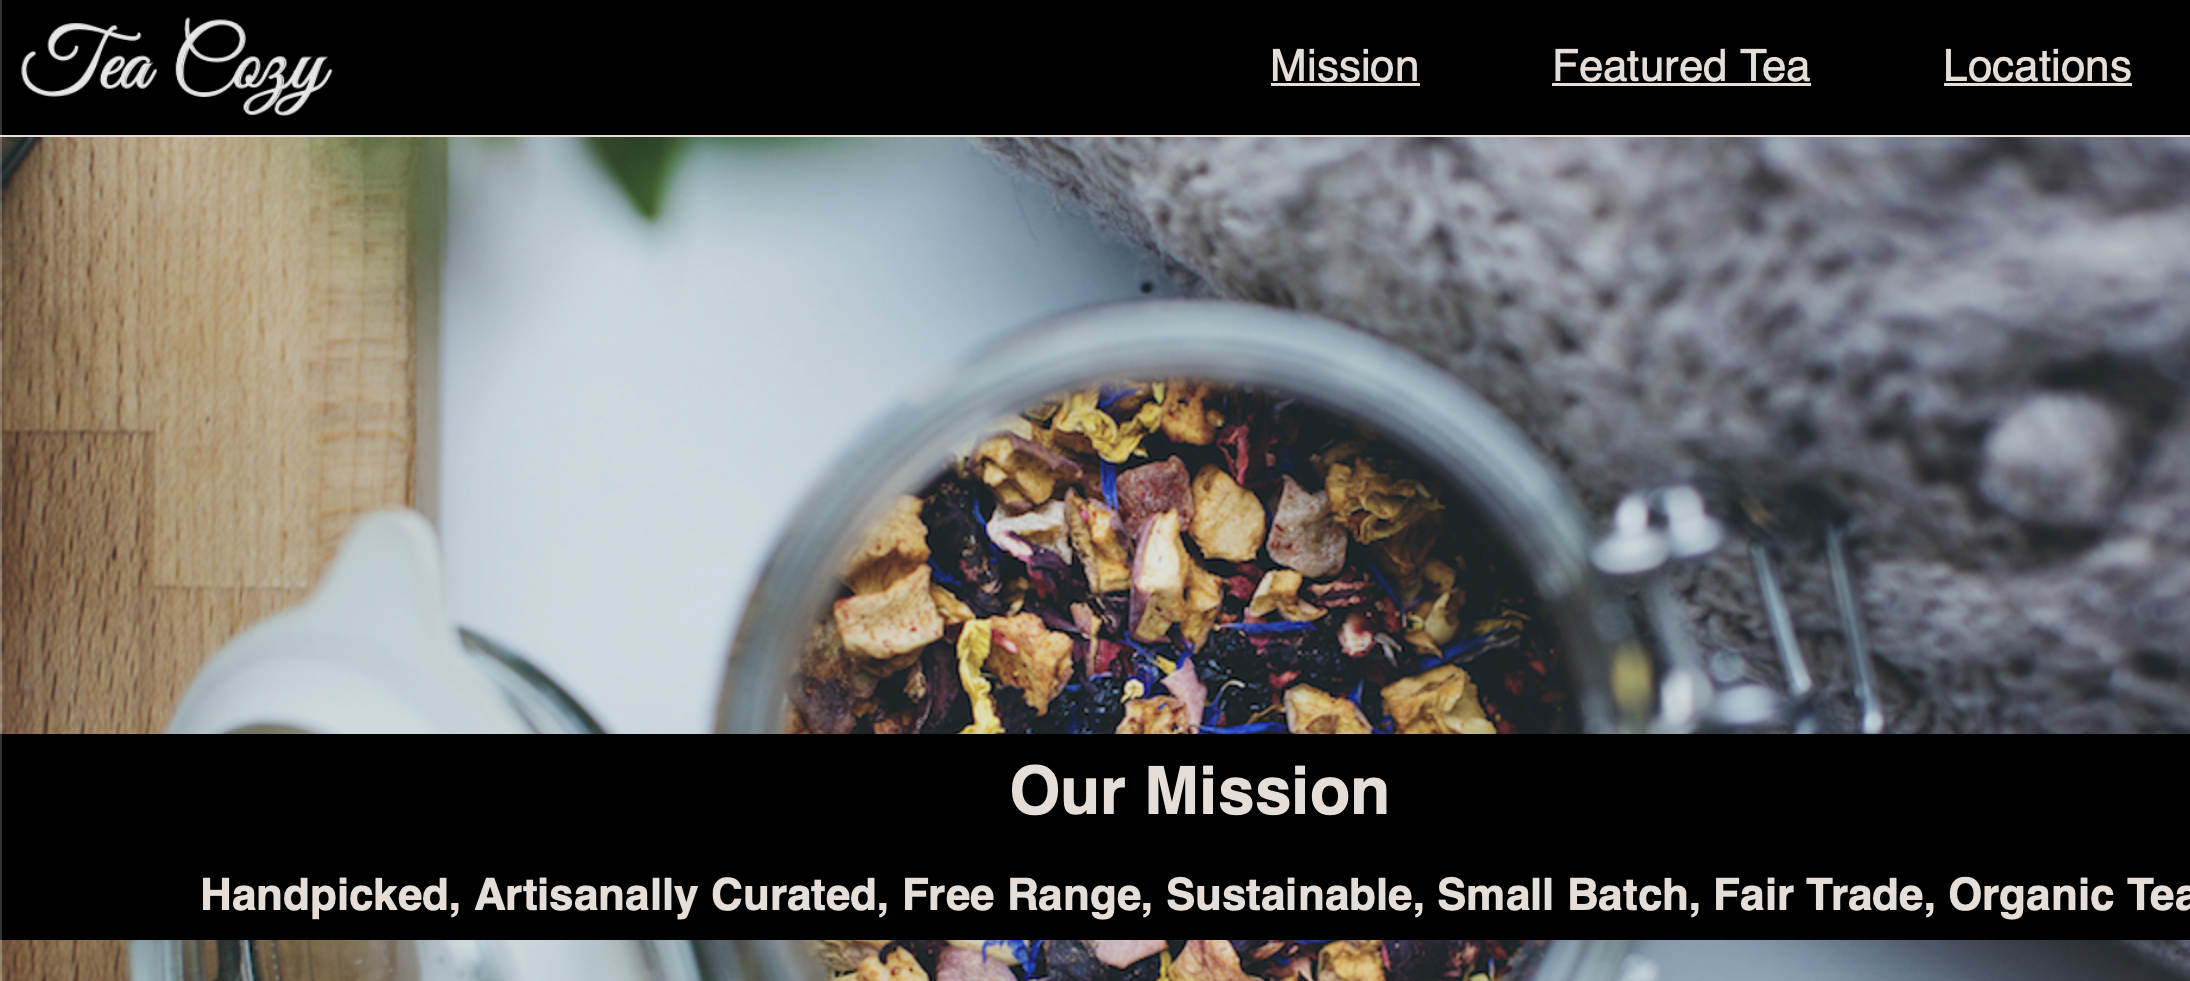 Tea Cozy
Mission
Featured Tea
Locations
Our Mission
Handpicked, Artisanally Curated, Free Range, Sustainable, Small Batch, Fair Trade, Organic Tea